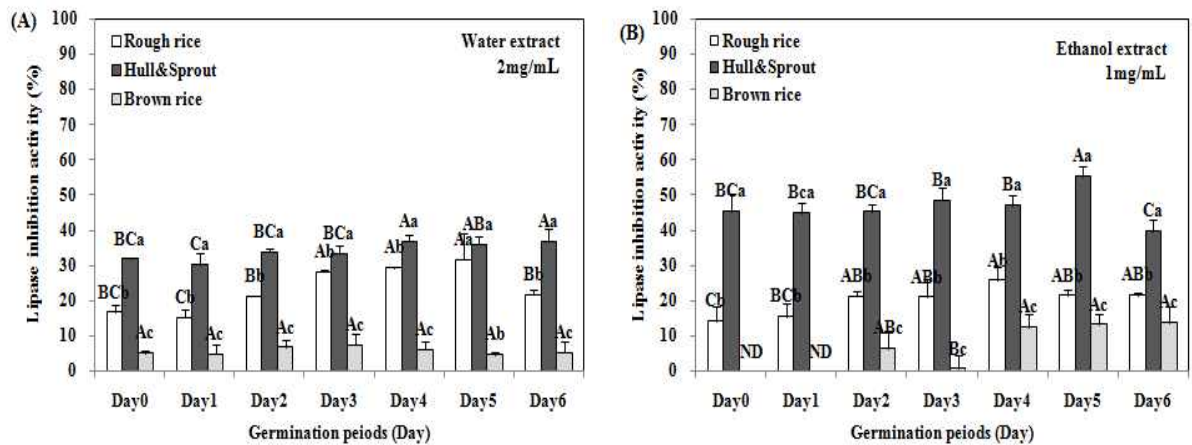 (A)
100
90
80
70
60
50
40
30
20
10
0
Lipase inhibition activity (%)
Rough rice
Hull&Sprout
Brown rice
Water extract
2mg/mL
BCb BCa Ac
Cb Ca Ac
Bb BCa Ac
Ab BCa Ac
Ab Aa Ac
Aa ABa Ab
Bb Aa Ac
Day0 Day1 Day2 Day3 Day4 Day5 Day6
Germination peiods (Day)
(B)
100
90
80
70
60
50
40
30
20
10
0
Lipase inhibition activity (%)
Rough rice
Hull&Sprout
Brown rice
Ethanol extract
1mg/mL
Cb BCa ND
BCb Bca ND
ABb BCa ABc
ABb Ba Bc
Ab Ba Ac
ABb Aa Ac
ABb Ca Ac
Day0 Day1 Day2 Day3 Day4 Day5 Day6
Germination peiods (Day)